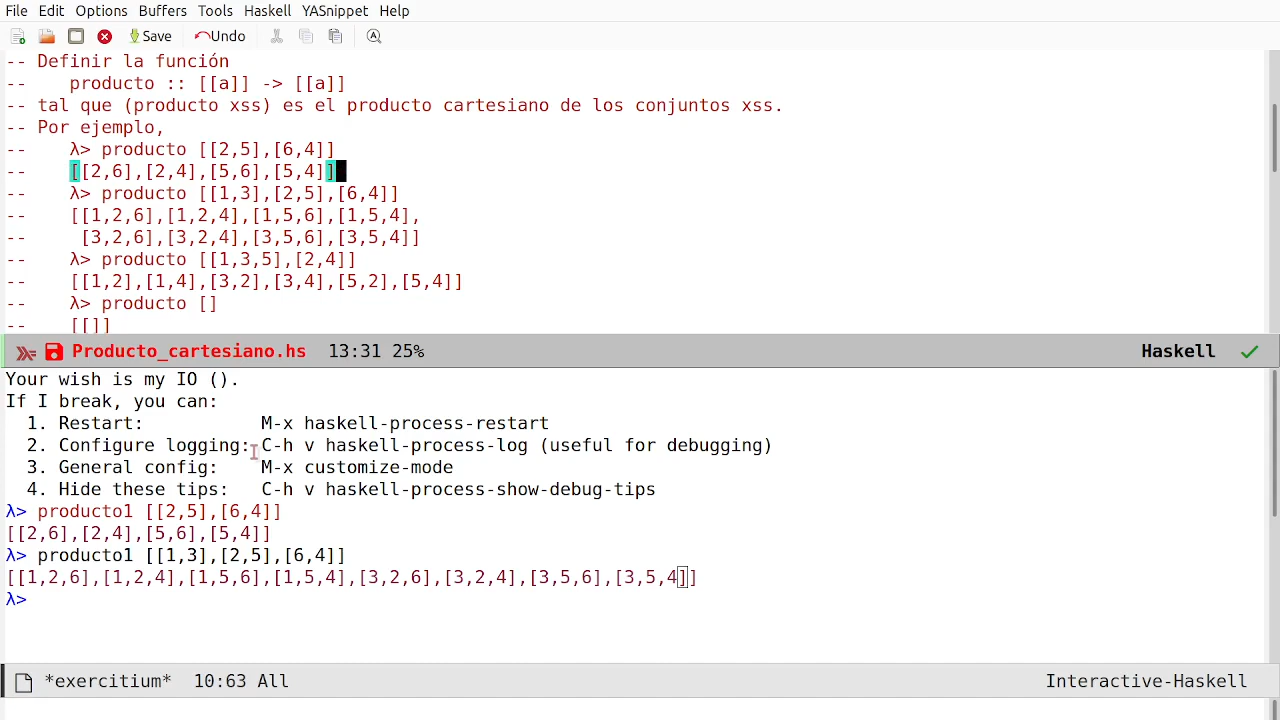 File Edit Options Buffers Tools Haskell YASnippet Help
Save Undo
-- Definir la función
--    producto :: [[a]] -> [[a]]
-- tal que (producto xss) es el producto cartesiano de los conjuntos xss.
-- Por ejemplo,
--    λ> producto [[2,5],[6,4]]
--    [[2,6],[2,4],[5,6],[5,4]]
--    λ> producto [[1,3],[2,5],[6,4]]
--    [[1,2,6],[1,2,4],[1,5,6],[1,5,4],
--     [3,2,6],[3,2,4],[3,5,6],[3,5,4]]
--    λ> producto [[1,3,5],[2,4]]
--    [[1,2],[1,4],[3,2],[3,4],[5,2],[5,4]]
--    λ> producto []
--    [[]]
Producto_cartesiano.hs 13:31 25% Haskell
Your wish is my IO ().
If I break, you can:
  1. Restart:           M-x haskell-process-restart
  2. Configure logging: C-h v haskell-process-log (useful for debugging)
  3. General config:    M-x customize-mode
  4. Hide these tips:   C-h v haskell-process-show-debug-tips
λ> producto1 [[2,5],[6,4]]
[[2,6],[2,4],[5,6],[5,4]]
λ> producto1 [[1,3],[2,5],[6,4]]
[[1,2,6],[1,2,4],[1,5,6],[1,5,4],[3,2,6],[3,2,4],[3,5,6],[3,5,4]]
λ>
*exercitium* 10:63 All Interactive-Haskell